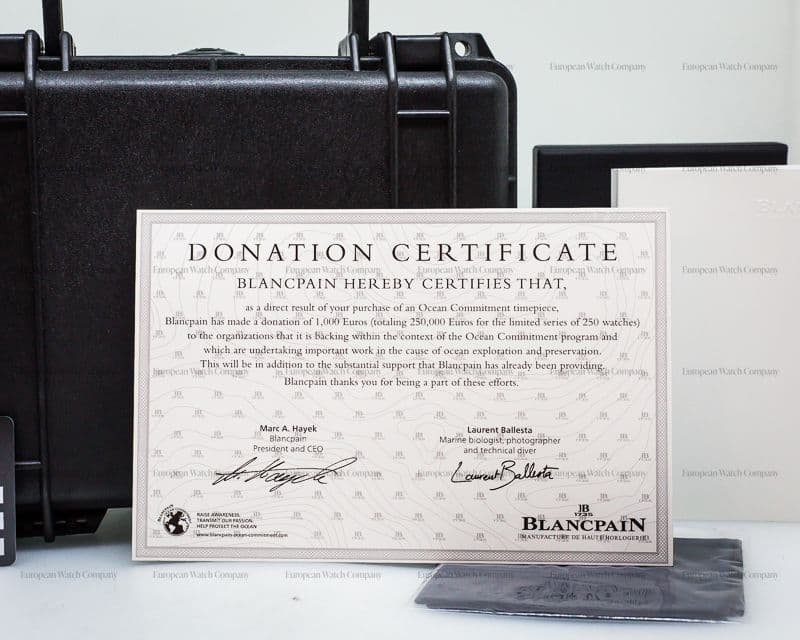 DONATION CERTIFICATE
BLANCPAIN HEREBY CERTIFIES THAT,
as a direct result of your purchase of an Ocean Commitment timepiece,
Blancpain has made a donation of 1,000 Euros (totaling 250,000 Euros for the limited series of 250 watches)
to the organizations that it is backing within the context of the Ocean Commitment program and
which are undertaking important work in the cause of ocean exploration and preservation.
This will be in addition to the substantial support that Blancpain has already been providing.
Blancpain thanks you for being a part of these efforts.
Marc A. Hayek
Blancpain
President and CEO
Laurent Ballesta
Marine biologist, photographer
and technical diver
Laurent Ballesta
RAISE AWARENESS,
TRANSMIT OUR PASSION,
HELP PROTECT THE OCEAN
www.blancpain-ocean-commitment.com
JB
1735
BLANCPAIN
MANUFACTURE DE HAUTE HORLOGERIE
European Watch Company